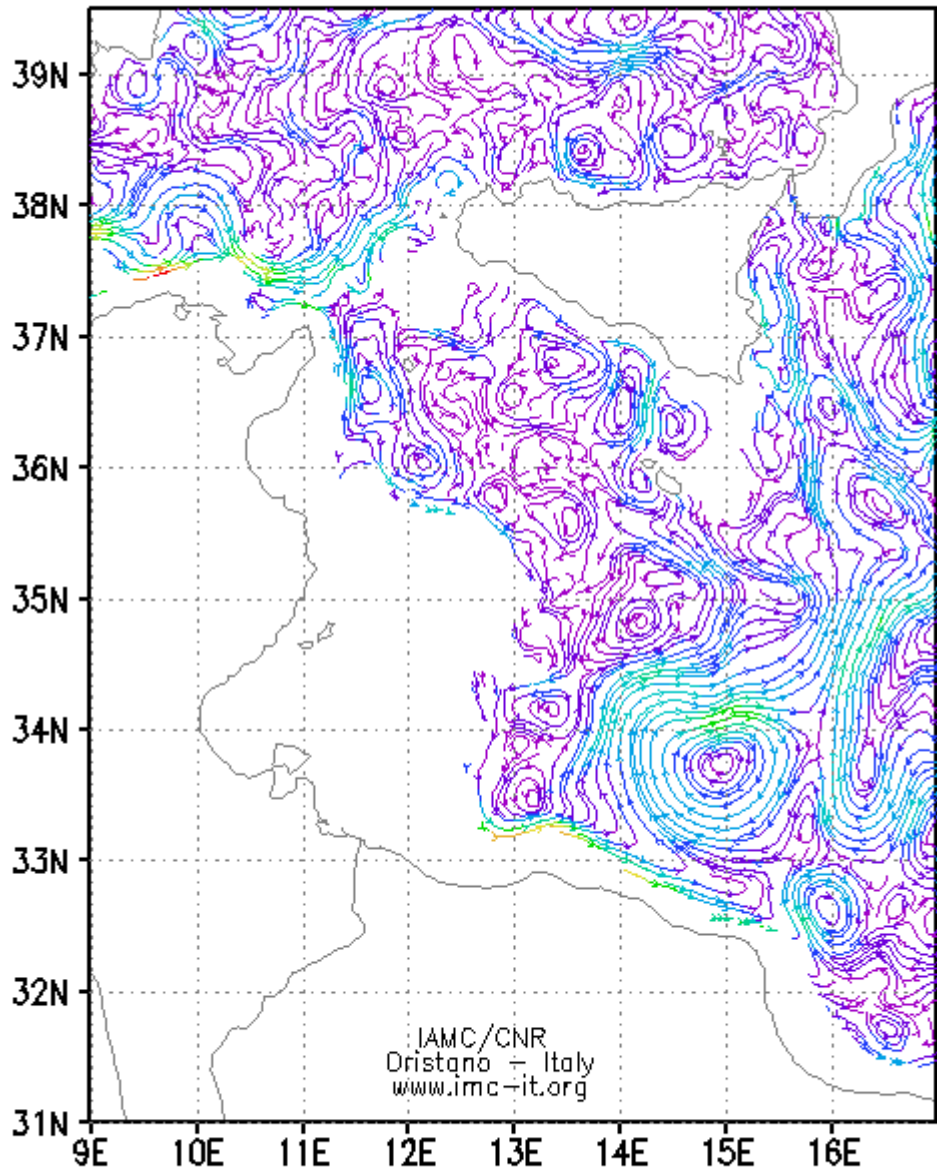 39N
38N
37N
36N
35N
34N
33N
32N
31N
IAMC/CNR
Oristano – Italy
www.imc-it.org
9E 10E 11E 12E 13E 14E 15E 16E